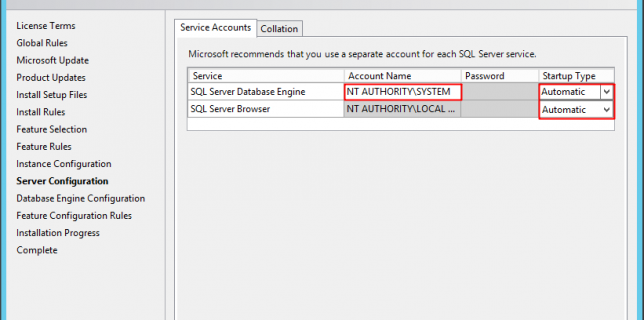 License Terms
Global Rules
Microsoft Update
Product Updates
Install Setup Files
Install Rules
Feature Selection
Feature Rules
Instance Configuration
Server Configuration
Database Engine Configuration
Feature Configuration Rules
Installation Progress
Complete
Service Accounts Collation
Microsoft recommends that you use a separate account for each SQL Server service.
Service Account Name Password Startup Type
SQL Server Database Engine NT AUTHORITY\SYSTEM Automatic
SQL Server Browser NT AUTHORITY\LOCAL ... Automatic